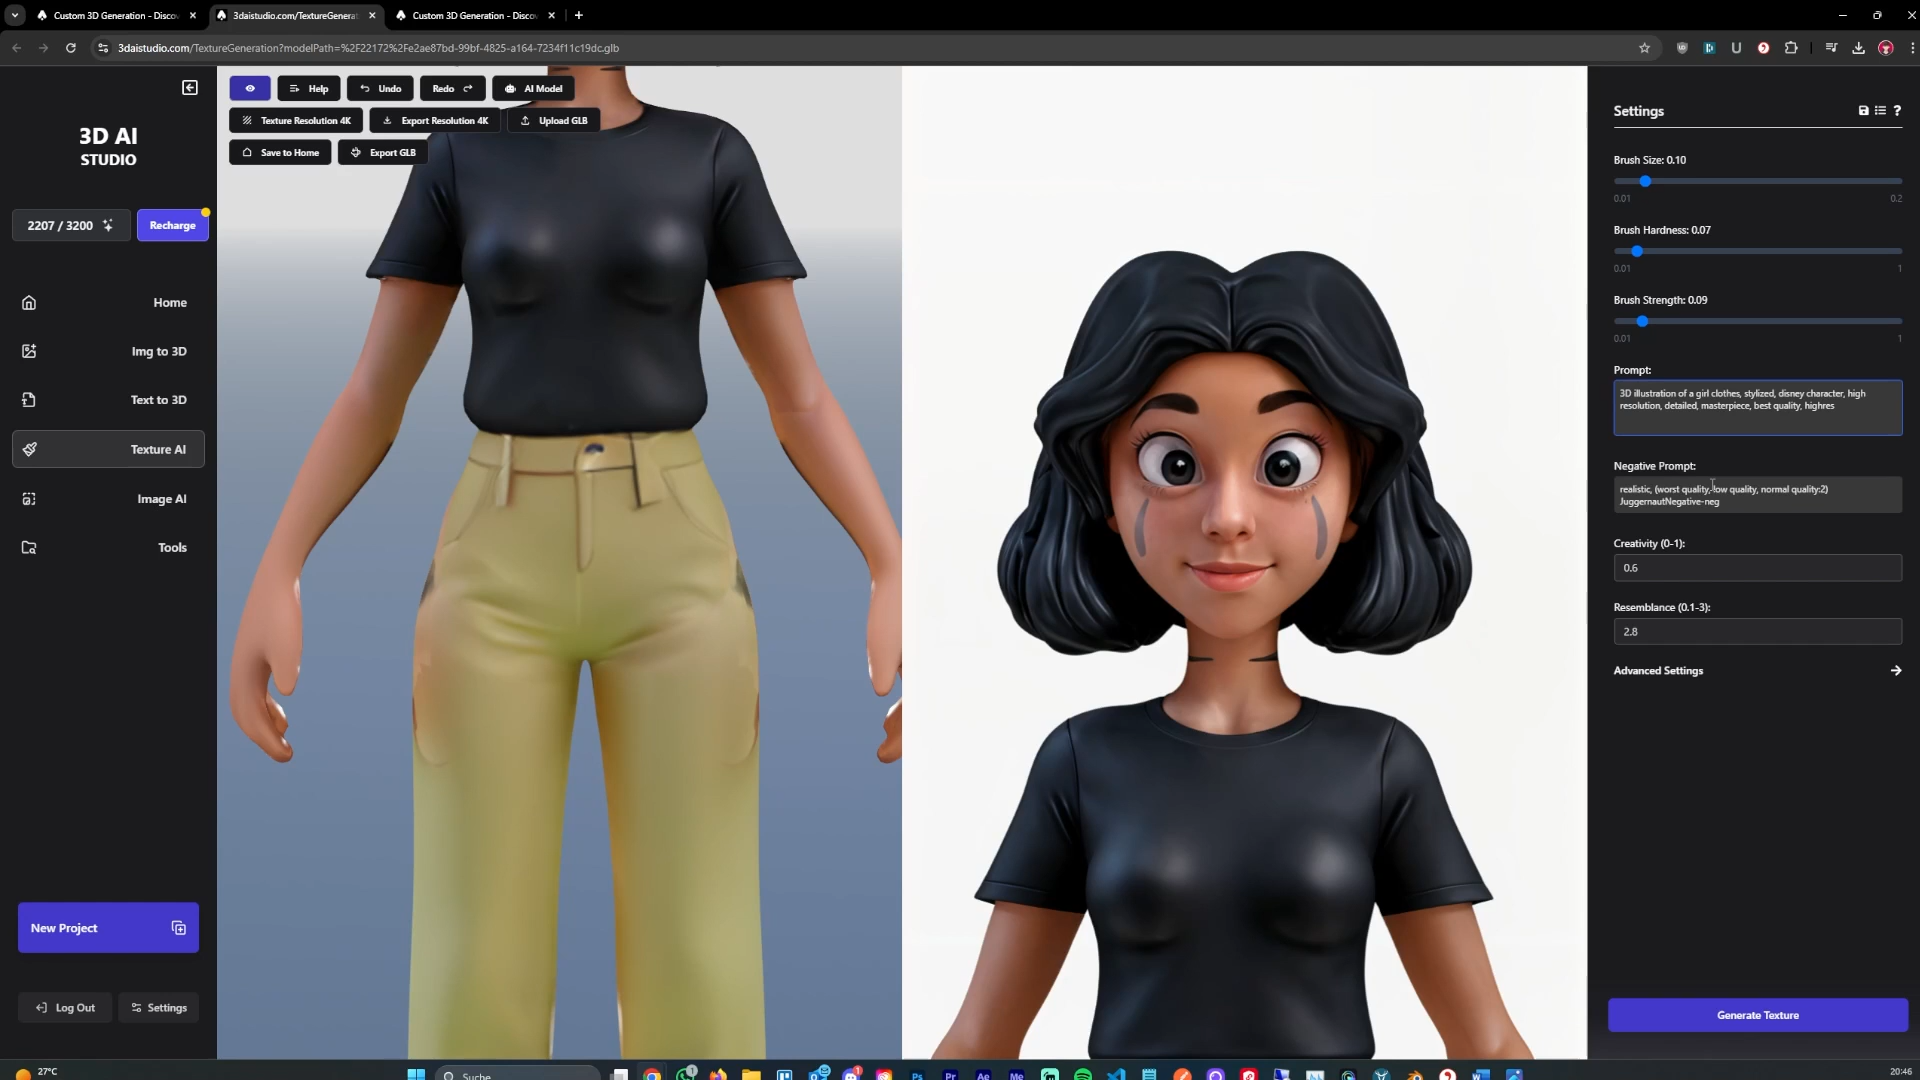 Custom 3D Generation - Discov
3daistudio.com/TextureGenerat
Custom 3D Generation - Discov
3daistudio.com/TextureGeneration?modelPath=%2F22172%2Fe2ae87bd-99bf-4825-a164-7234f11c19dc.glb
3D AI
STUDIO
2207 / 3200
Recharge
Home
Img to 3D
Text to 3D
Texture AI
Image AI
Tools
New Project
Log Out
Settings
Help
Undo
Redo
AI Model
Texture Resolution 4K
Export Resolution 4K
Upload GLB
Save to Home
Export GLB
Settings
Brush Size: 0.10
0.01
0.2
Brush Hardness: 0.07
0.01
1
Brush Strength: 0.09
0.01
1
Prompt:
3D illustration of a girl clothes, stylized, disney character, high
resolution, detailed, masterpiece, best quality, highres
Negative Prompt:
realistic, (worst quality, low quality, normal quality:2)
JuggernautNegative-neg
Creativity (0-1):
0.6
Resemblance (0.1-3):
2.8
Advanced Settings
Generate Texture
27°C
Suche
Ps
Pr
Ae
Me
20:46